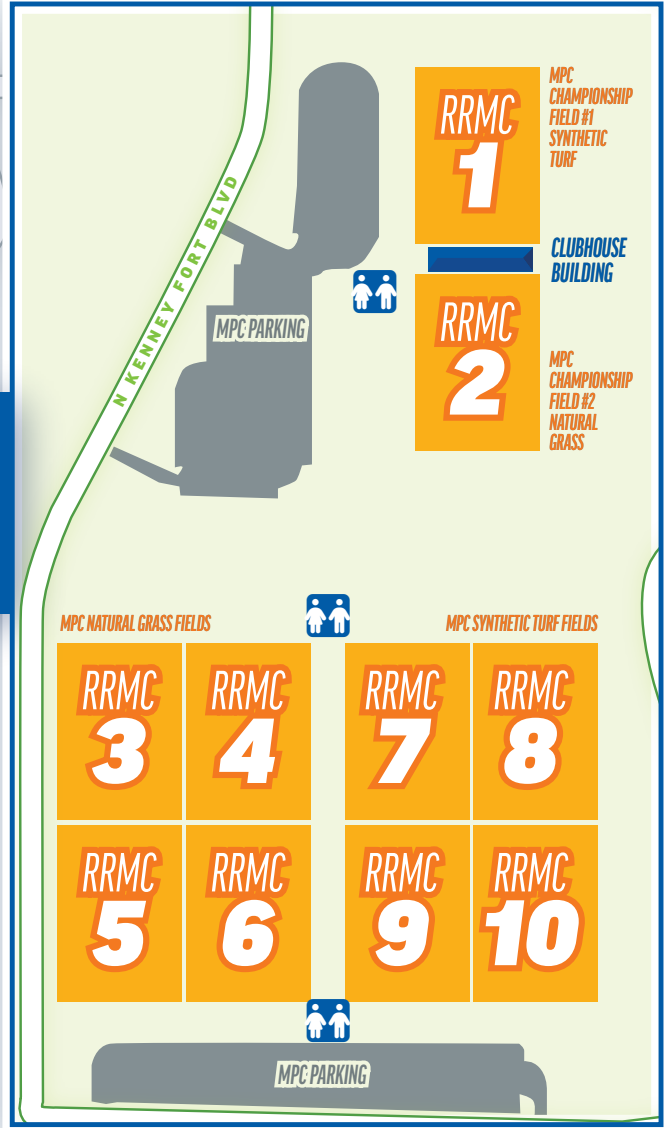 RRMC
1
MPC
CHAMPIONSHIP
FIELD #1
SYNTHETIC
TURF
N KENNEY FORT BLVD
CLUBHOUSE
BUILDING
MPC PARKING
RRMC
2
MPC
CHAMPIONSHIP
FIELD #2
NATURAL
GRASS
MPC NATURAL GRASS FIELDS
MPC SYNTHETIC TURF FIELDS
RRMC
3
RRMC
4
RRMC
7
RRMC
8
RRMC
5
RRMC
6
RRMC
9
RRMC
10
MPC PARKING